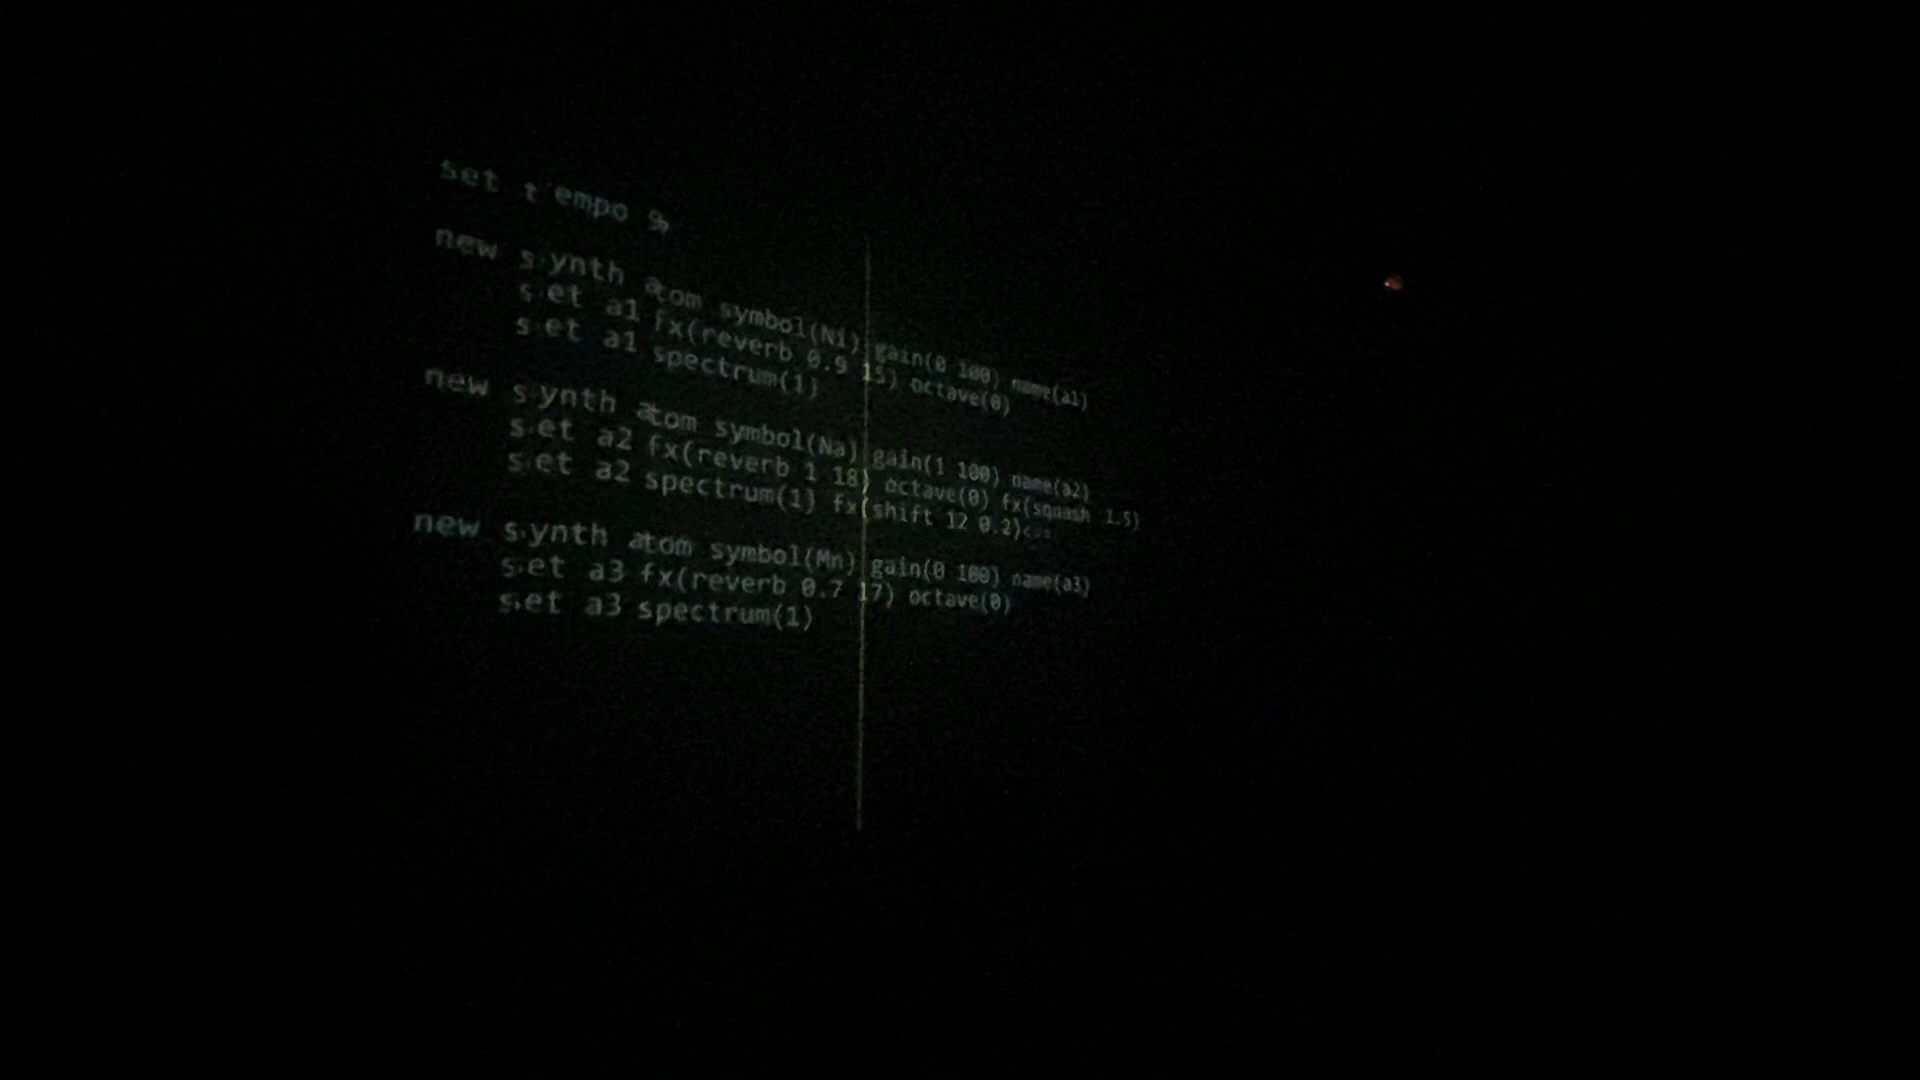 set tempo
new synth atom symbol(Ni) gain(0 100) name(a1)
set a1 fx(reverb 0.9 15) octave(0)
set a1 spectrum(1)
new synth atom symbol(Na) gain(1 100) name(a2)
set a2 fx(reverb 1 18) octave(0) fx(squash 1.5)
set a2 spectrum(1) fx(shift 12 0.2)
new synth atom symbol(Mn) gain(0 100) name(a3)
set a3 fx(reverb 0.7 17) octave(0)
set a3 spectrum(1)